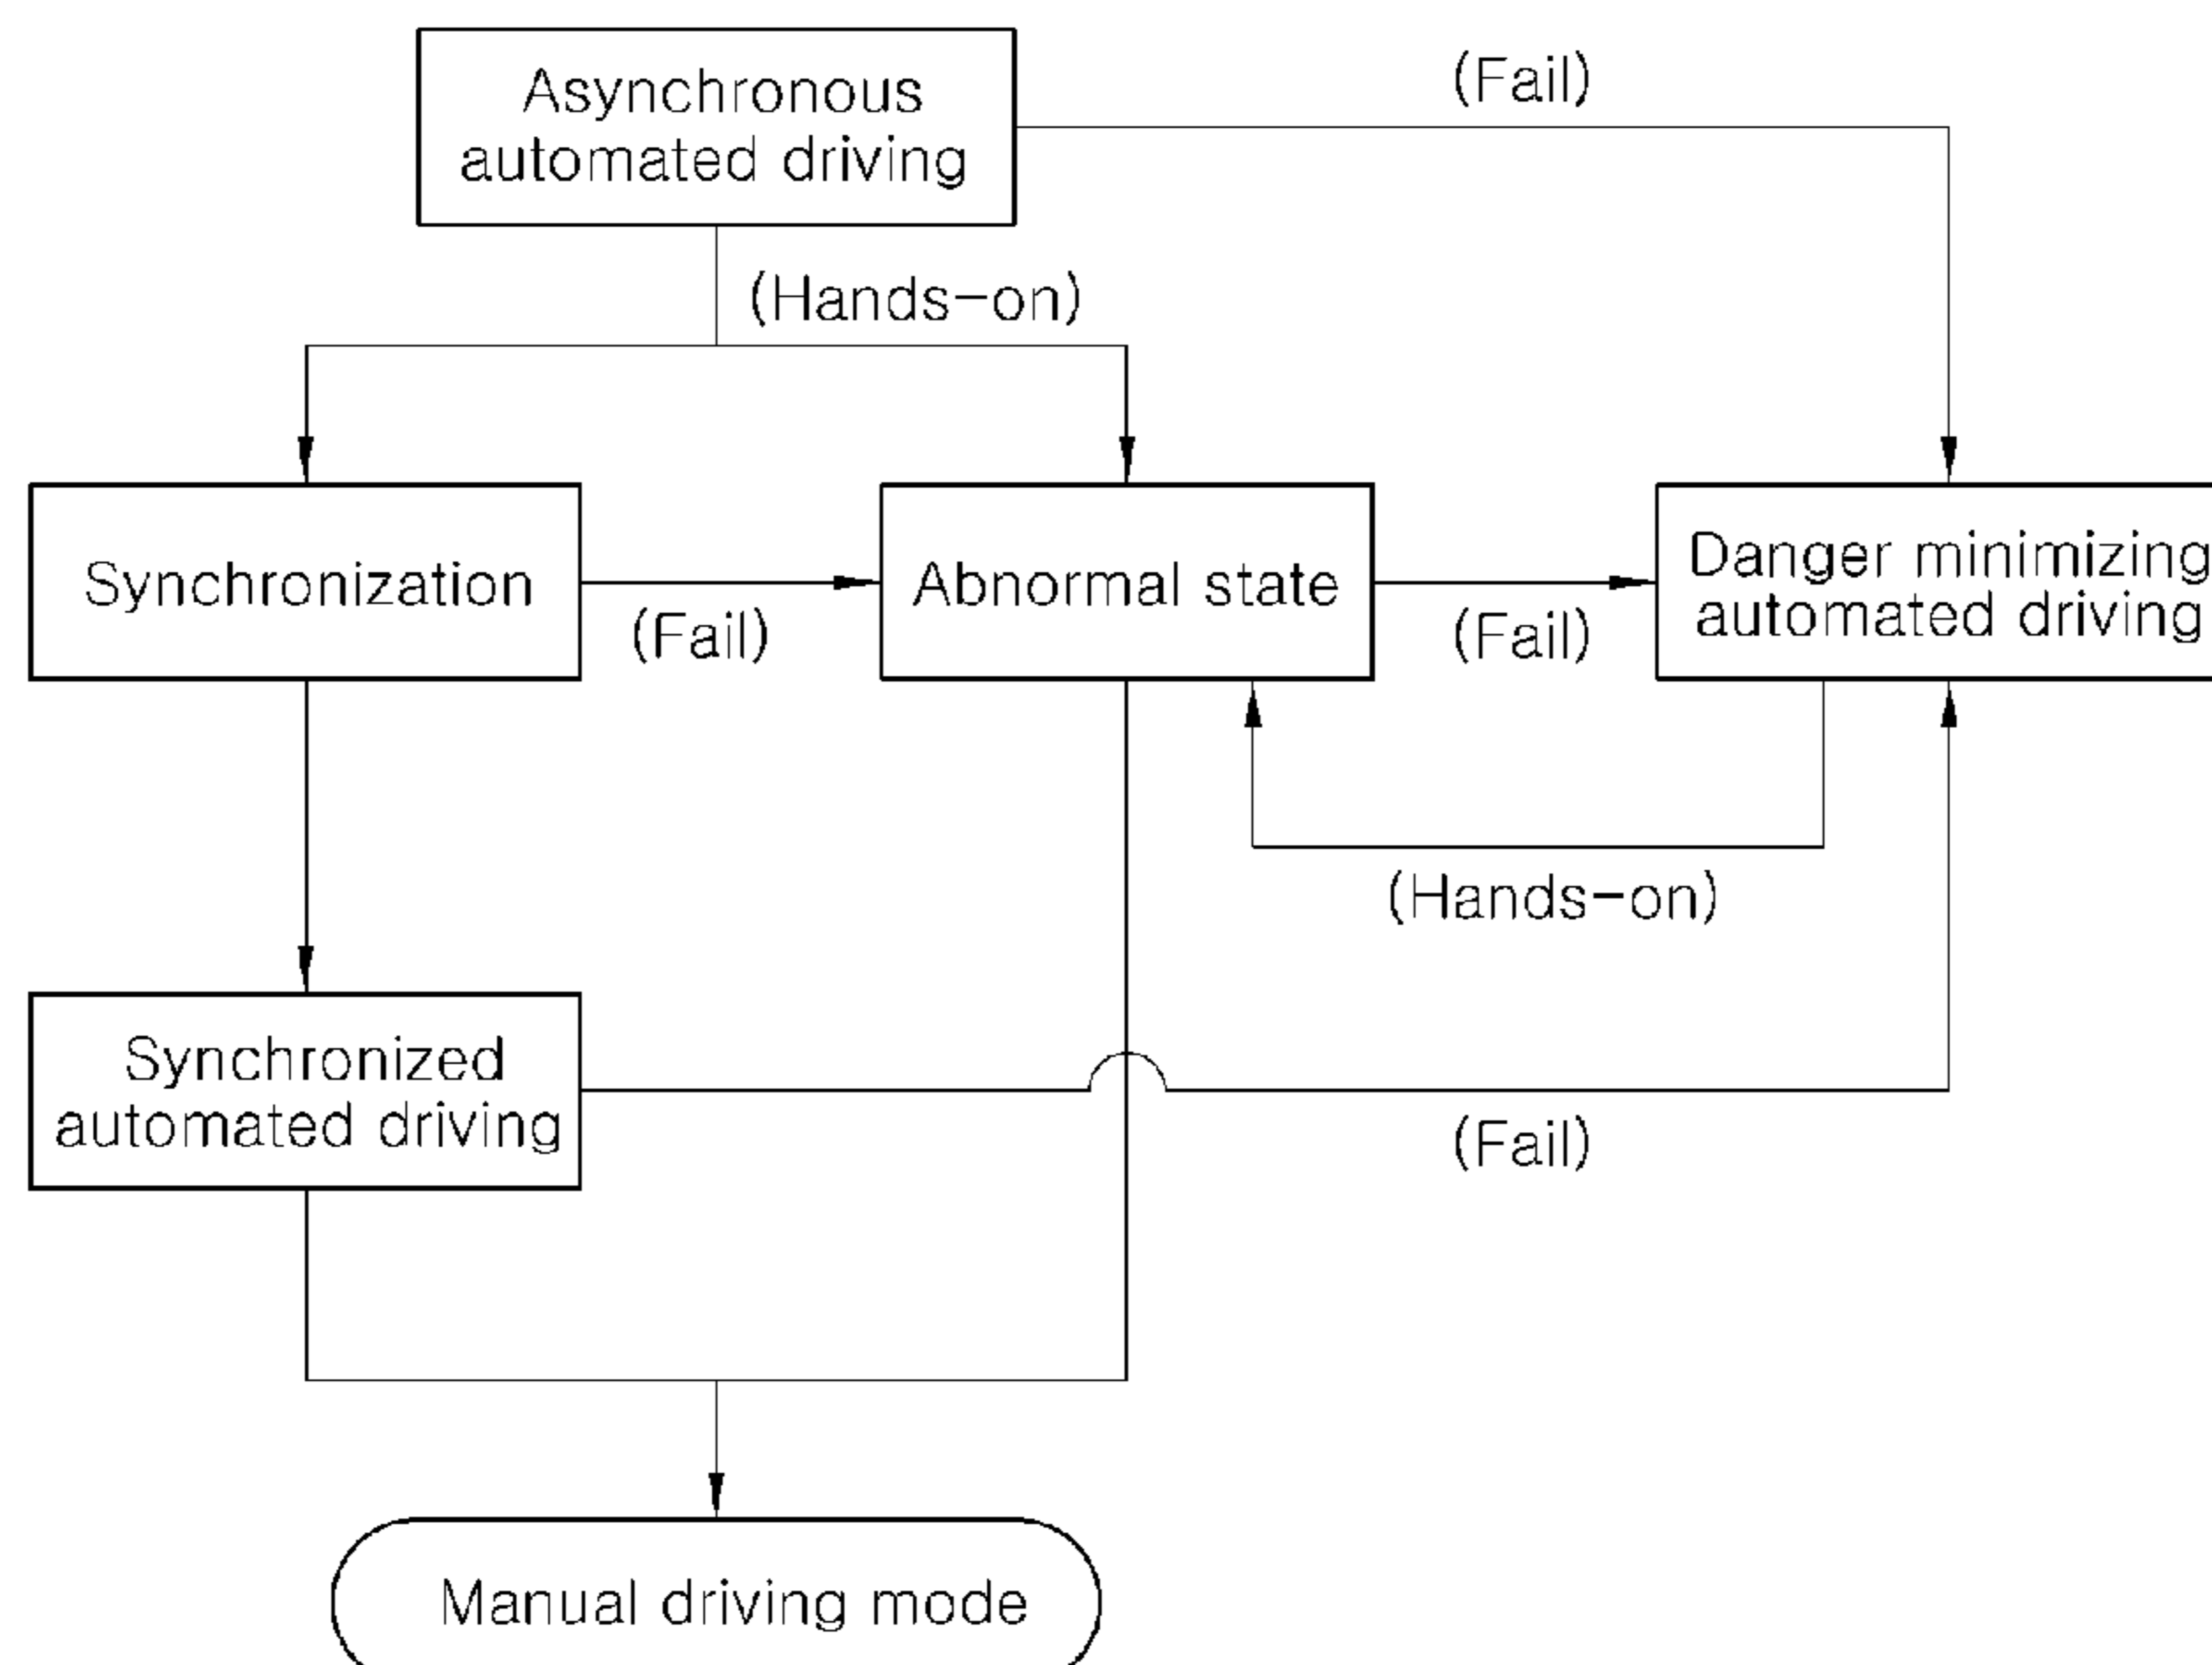 Asynchronous
automated driving
(Fail)
(Hands-on)
Synchronization
(Fail)
Abnormal state
(Fail)
Danger minimizing
automated driving
(Hands-on)
Synchronized
automated driving
(Fail)
Manual driving mode